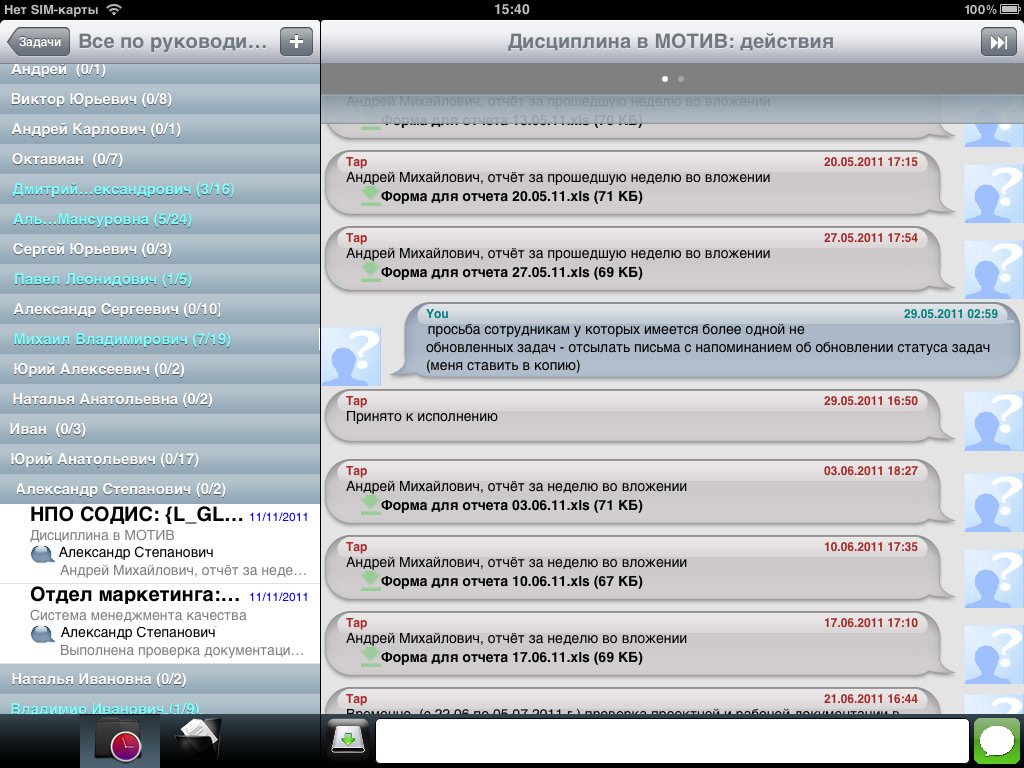 Нет SIM-карты
15:40
100%
Задачи
Все по руководи...
+
Дисциплина в МОТИВ: действия
Андрей (0/1)
Виктор Юрьевич (0/8)
Андрей Карлович (0/1)
Октавиан (0/7)
Дмитрий...ександрович (3/16)
Аль...Мансуровна (5/24)
Сергей Юрьевич (0/3)
Павел Леонидович (1/5)
Александр Сергеевич (0/10)
Михаил Владимирович (7/19)
Юрий Алексеевич (0/2)
Наталья Анатольевна (0/2)
Иван (0/3)
Юрий Анатольевич (0/17)
Александр Степанович (0/2)
НПО СОДИС: {L_GL... 11/11/2011
Дисциплина в МОТИВ
Александр Степанович
Андрей Михайлович, отчёт за неде...
Отдел маркетинга:... 11/11/2011
Система менеджмента качества
Александр Степанович
Выполнена проверка документаци...
Наталья Ивановна (0/2)
Владимир Иванович (1/9)
Андрей Михайлович, отчёт за прошедшую неделю во вложении
Форма для отчета 13.05.11.xls (70 КБ)
Тар 20.05.2011 17:15
Андрей Михайлович, отчёт за прошедшую неделю во вложении
Форма для отчета 20.05.11.xls (71 КБ)
Тар 27.05.2011 17:54
Андрей Михайлович, отчёт за прошедшую неделю во вложении
Форма для отчета 27.05.11.xls (69 КБ)
You 29.05.2011 02:59
просьба сотрудникам у которых имеется более одной не
обновленных задач - отсылать письма с напоминанием об обновлении статуса задач
(меня ставить в копию)
Тар 29.05.2011 16:50
Принято к исполнению
Тар 03.06.2011 18:27
Андрей Михайлович, отчёт за неделю во вложении
Форма для отчета 03.06.11.xls (71 КБ)
Тар 10.06.2011 17:35
Андрей Михайлович, отчёт за неделю во вложении
Форма для отчета 10.06.11.xls (67 КБ)
Тар 17.06.2011 17:10
Андрей Михайлович, отчёт за неделю во вложении
Форма для отчета 17.06.11.xls (69 КБ)
Тар 21.06.2011 16:44
Временно (с 22.06 по 05.07.2011 г.) проверка проектной и рабочей документации в